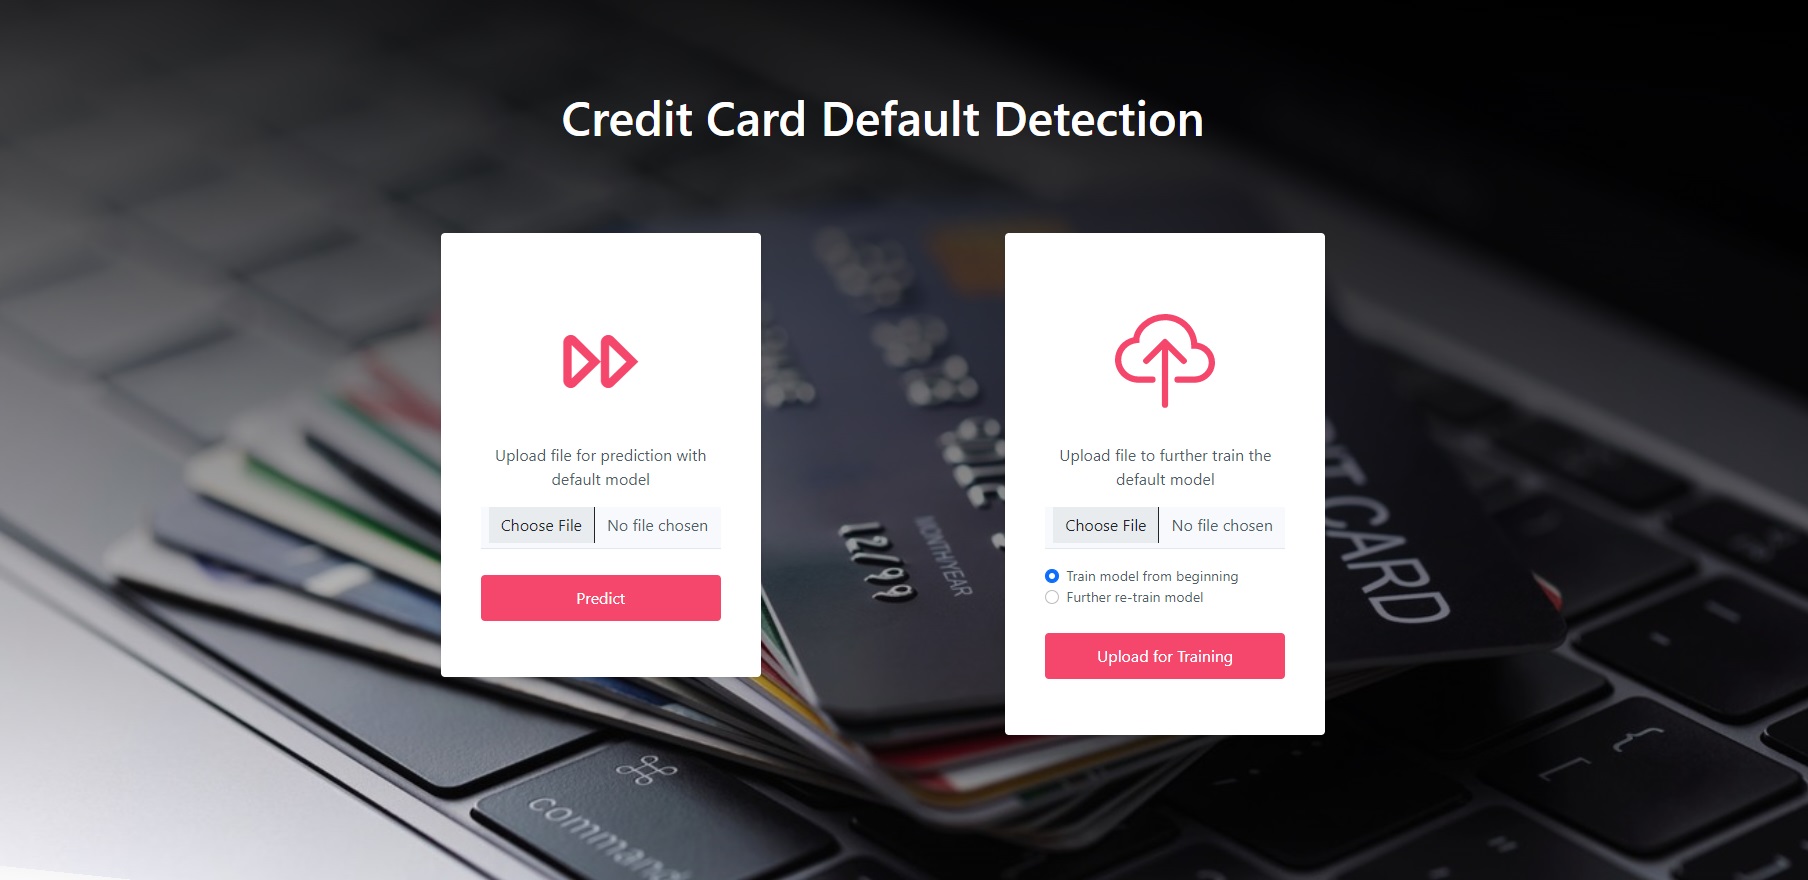 Credit Card Default Detection
Upload file for prediction with
default model
Choose File No file chosen
Predict
Upload file to further train the
default model
Choose File No file chosen
Train model from beginning
Further re-train model
Upload for Training
12/99
MONTH/YEAR
CARD
command